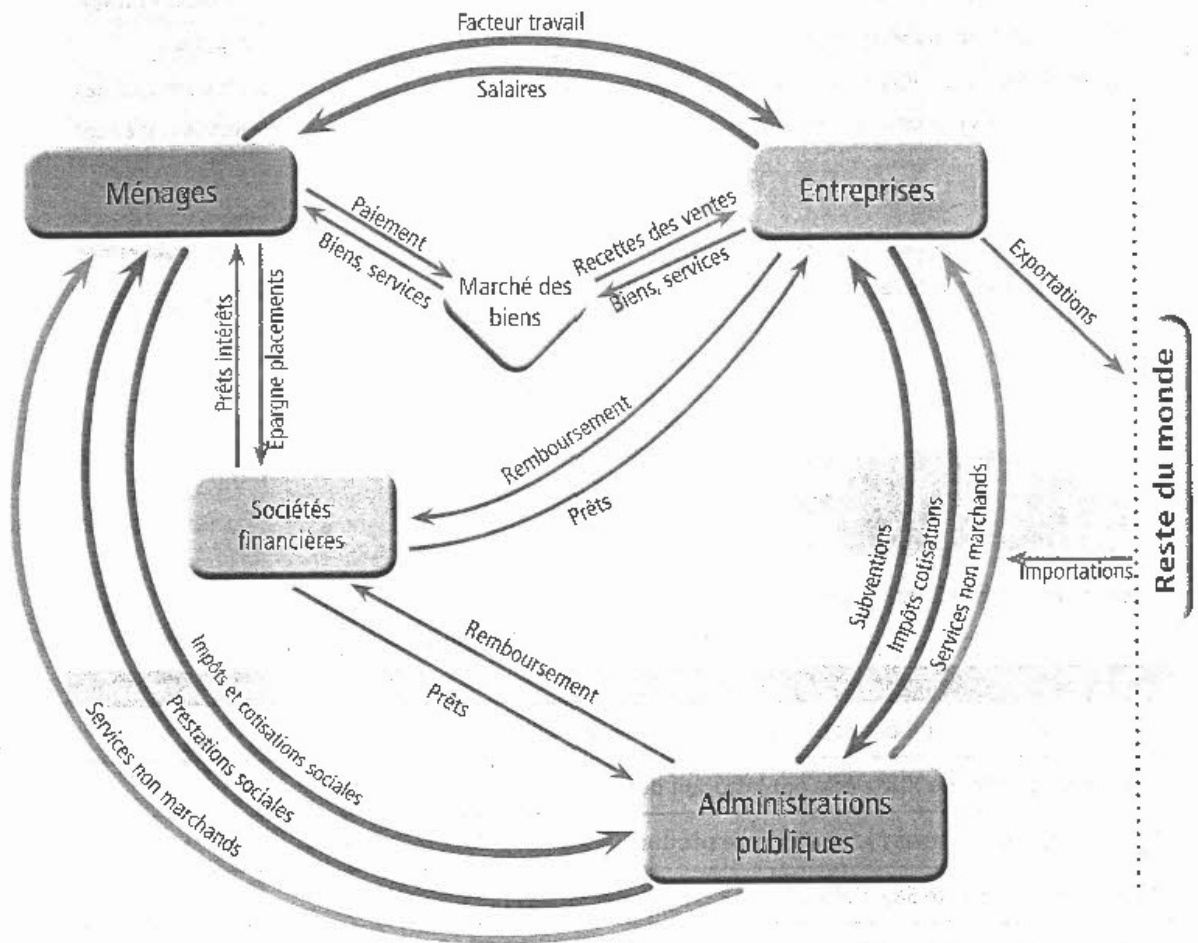 Facteur travail
Salaires
Ménages
Entreprises
Paiement
Biens, services
Recettes des ventes
Biens, services
Marché des
biens
Exportations
Prêts intérêts
Epargne placements
Remboursement
Prêts
Sociétés
financières
Reste du monde
Subventions
Impôts cotisations
Services non marchands
Importations
Remboursement
Prêts
Impôts et cotisations sociales
Prestations sociales
Services non marchands
Administrations
publiques